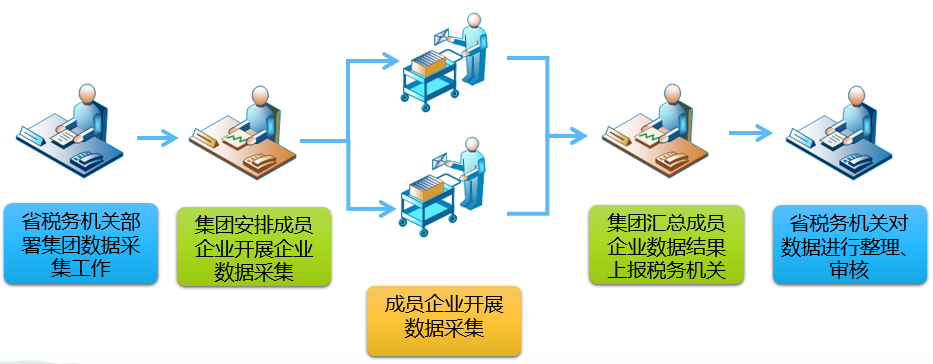 省税务机关部
署集团数据采
集工作
集团安排成员
企业开展企业
数据采集
成员企业开展
数据采集
集团汇总成员
企业数据结果
上报税务机关
省税务机关对
数据进行整理、
审核